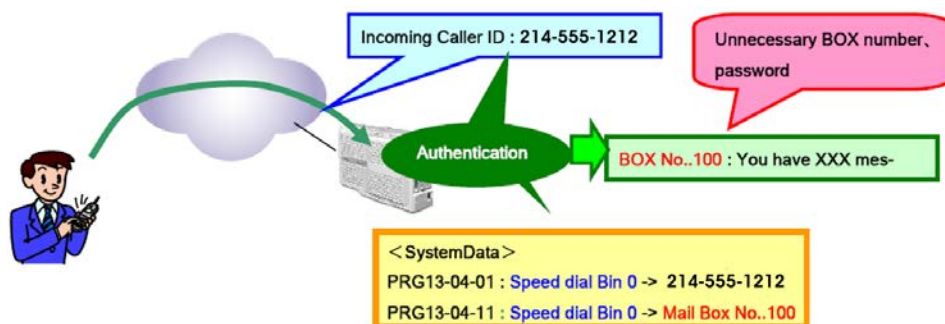 Incoming Caller ID : 214-555-1212
Unnecessary BOX number、
password
Authentication
BOX No..100 : You have XXX mes-
＜SystemData＞
PRG13-04-01 : Speed dial Bin 0 -> 214-555-1212
PRG13-04-11 : Speed dial Bin 0 -> Mail Box No..100